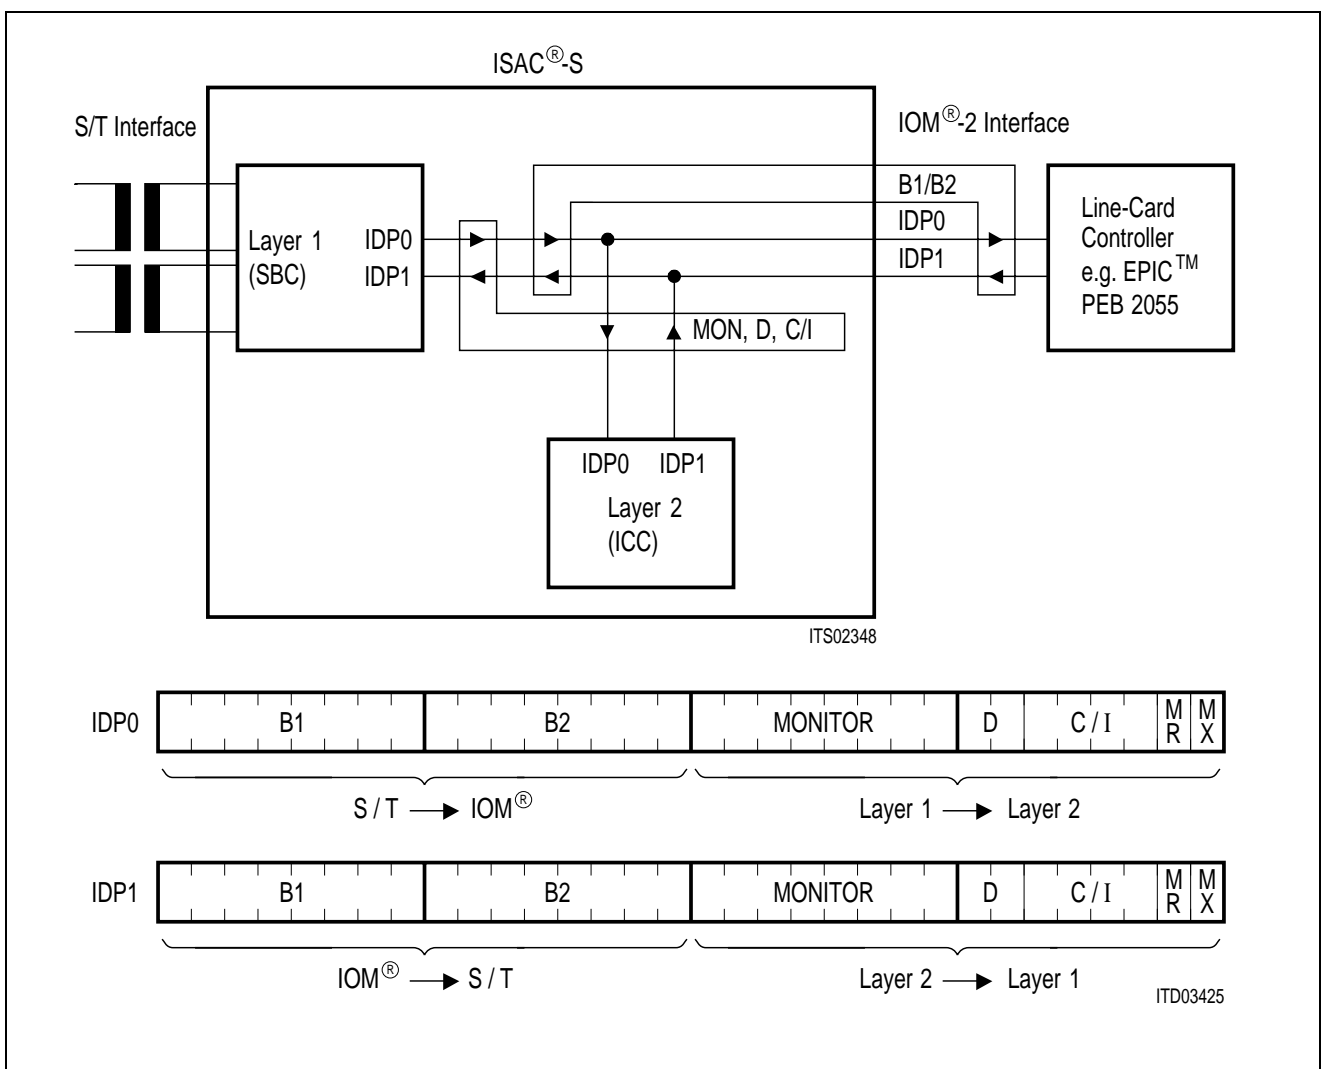 ISAC®-S
S/T Interface
IOM®-2 Interface
B1/B2
IDP0
IDP1
Layer 1
(SBC)
IDP0
IDP1
Line-Card
Controller
e.g. EPIC™
PEB 2055
MON, D, C/I
IDP0 IDP1
Layer 2
(ICC)
ITS02348
IDP0 B1 B2 MONITOR D C / I MR MX
S / T → IOM® Layer 1 → Layer 2
IDP1 B1 B2 MONITOR D C / I MR MX
IOM® → S / T Layer 2 → Layer 1
ITD03425